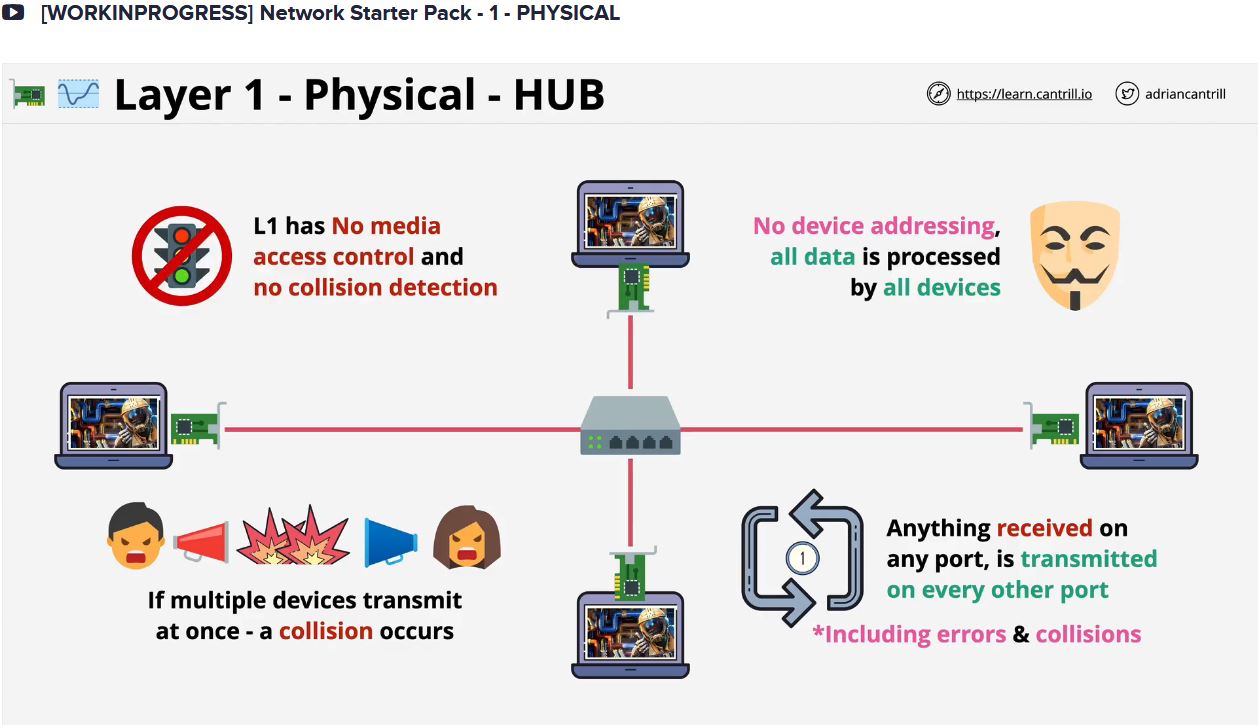 [WORKINPROGRESS] Network Starter Pack - 1 - PHYSICAL
Layer 1 - Physical - HUB
https://learn.cantrill.io
adriancantrill
L1 has No media
access control and
no collision detection
No device addressing,
all data is processed
by all devices
If multiple devices transmit
at once - a collision occurs
1
Anything received on
any port, is transmitted
on every other port
*Including errors & collisions